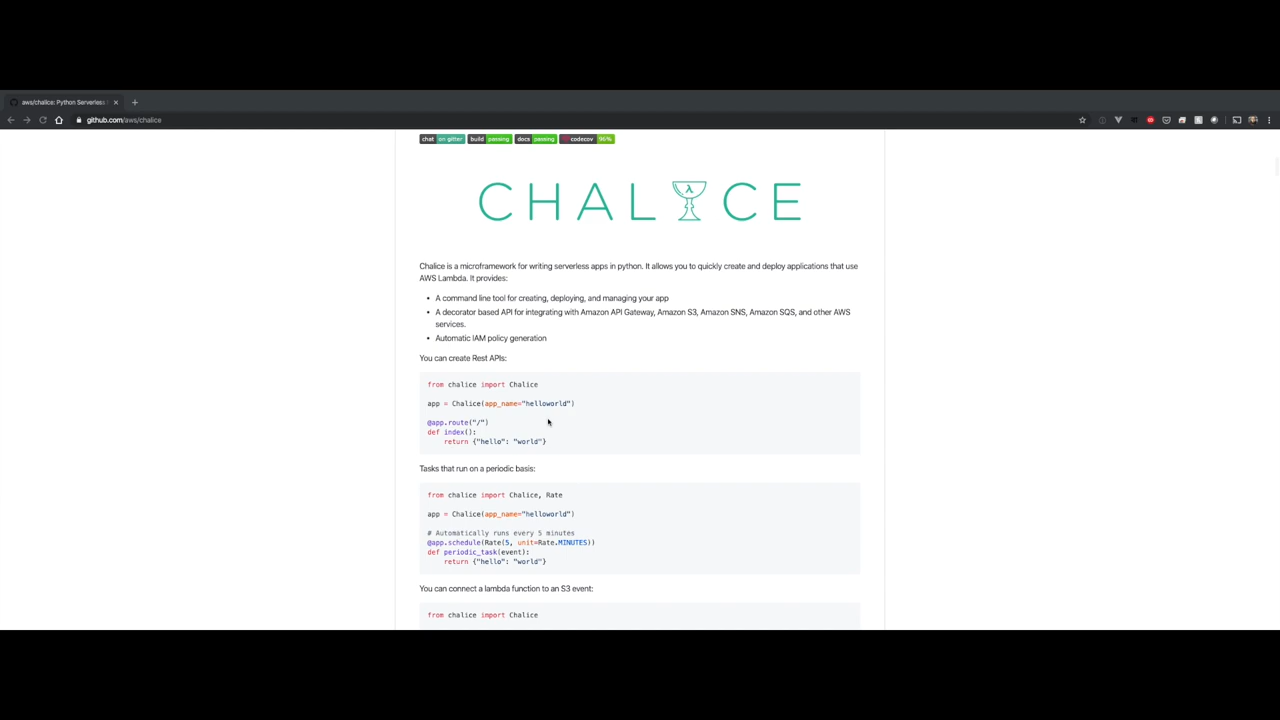 aws/chalice: Python Serverless
github.com/aws/chalice
chat on gitter build passing docs passing codecov 96%
CHALICE
Chalice is a microframework for writing serverless apps in python. It allows you to quickly create and deploy applications that use
AWS Lambda. It provides:
• A command line tool for creating, deploying, and managing your app
• A decorator based API for integrating with Amazon API Gateway, Amazon S3, Amazon SNS, Amazon SQS, and other AWS
services.
• Automatic IAM policy generation
You can create Rest APIs:
from chalice import Chalice
app = Chalice(app_name="helloworld")
@app.route("/")
def index():
return {"hello": "world"}
Tasks that run on a periodic basis:
from chalice import Chalice, Rate
app = Chalice(app_name="helloworld")
# Automatically runs every 5 minutes
@app.schedule(Rate(5, unit=Rate.MINUTES))
def periodic_task(event):
return {"hello": "world"}
You can connect a lambda function to an S3 event:
from chalice import Chalice